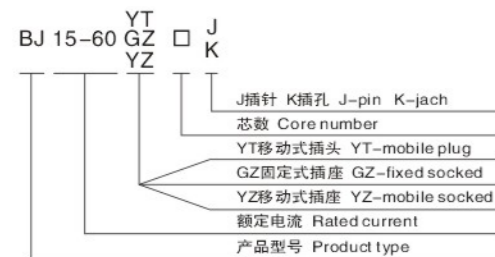 YT
BJ 15-60 GZ □ J
YZ K
J插针 K插孔 J-pin K-jach
芯数 Core number
YT移动式插头 YT-mobile plug
GZ固定式插座 GZ-fixed socked
YZ移动式插座 YZ-mobile socked
额定电流 Rated current
产品型号 Product type